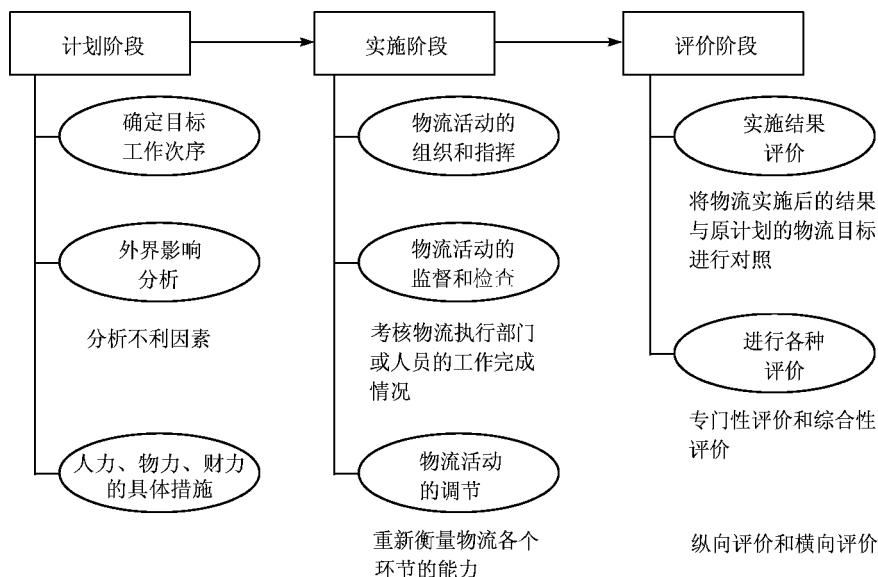 计划阶段
实施阶段
评价阶段
确定目标
工作次序
外界影响
分析
分析不利因素
人力、物力、财力
的具体措施
物流活动的
组织和指挥
物流活动的
监督和检查
考核物流执行部门
或人员的工作完成
情况
物流活动
的调节
重新衡量物流各个
环节的能力
实施结果
评价
将物流实施后的结果
与原计划的物流目标
进行对照
进行各种
评价
专门性评价和综合性
评价
纵向评价和横向评价